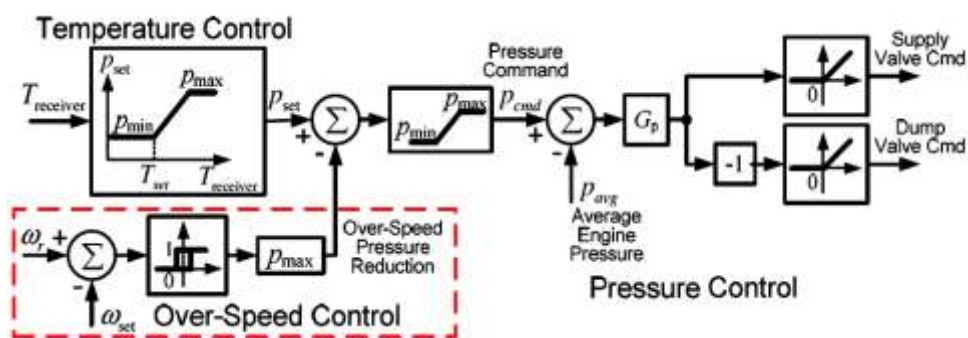 Temperature Control
p_set
p_max
p_min
T_receiver
T_set
T_receiver
p_set
+
-
Σ
p_max
p_min
Pressure
Command
p_cmd
+
-
Σ
G_p
-1
0
Supply
Valve Cmd
0
Dump
Valve Cmd
p_avg
Average
Engine
Pressure
Pressure Control
ω_r
+
-
Σ
ω_set
1
0
p_max
Over-Speed
Pressure
Reduction
Over-Speed Control